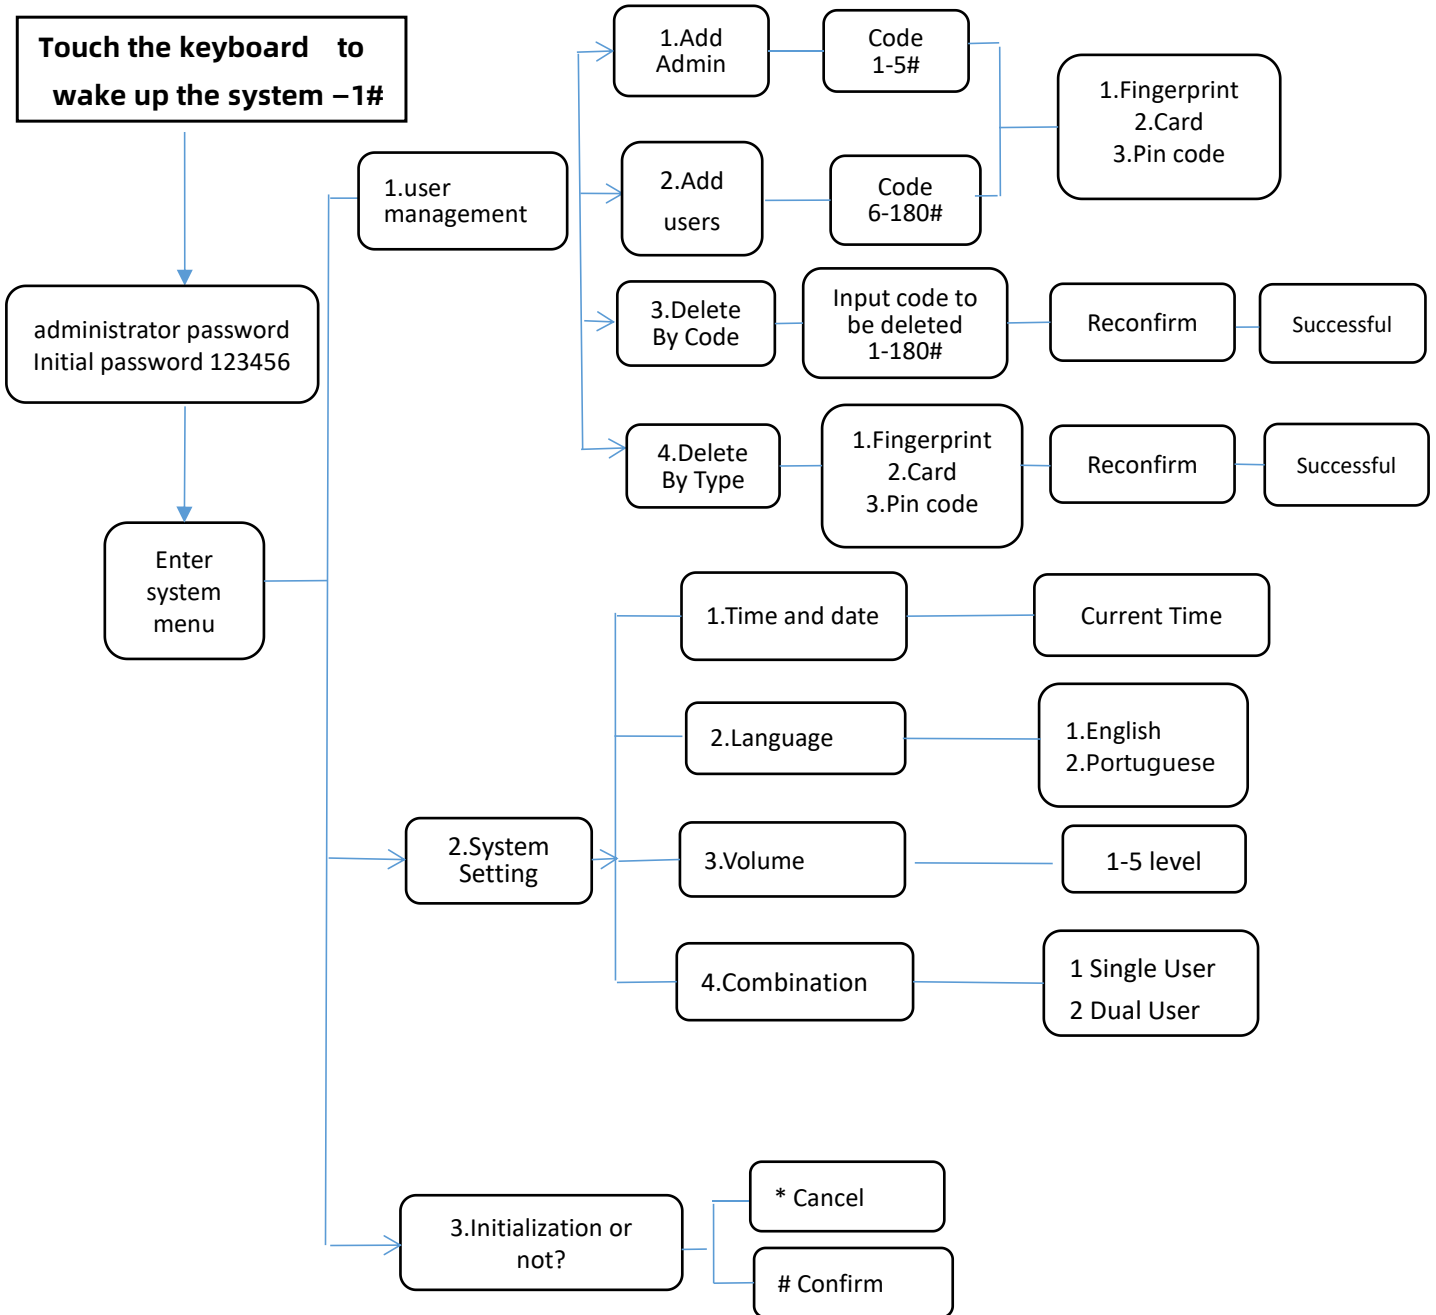 Touch the keyboard to
wake up the system –1#
administrator password
Initial password 123456
Enter
system
menu
1.user
management
1.Add
Admin
Code
1-5#
2.Add
users
Code
6-180#
1.Fingerprint
2.Card
3.Pin code
3.Delete
By Code
Input code to
be deleted
1-180#
Reconfirm
Successful
4.Delete
By Type
1.Fingerprint
2.Card
3.Pin code
Reconfirm
Successful
2.System
Setting
1.Time and date
Current Time
2.Language
1.English
2.Portuguese
3.Volume
1-5 level
4.Combination
1 Single User
2 Dual User
3.Initialization or
not?
* Cancel
# Confirm